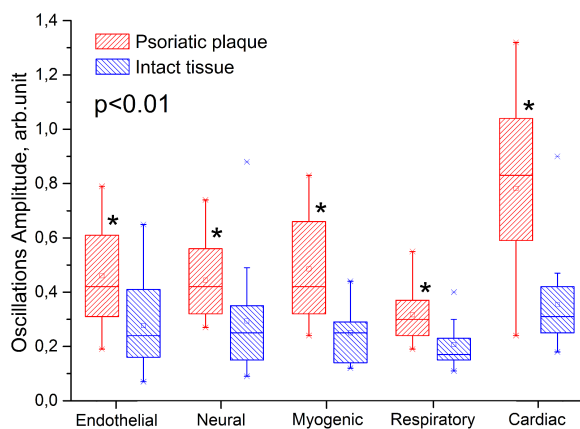 Oscillations Amplitude, arb.unit
1,4
1,2
1,0
0,8
0,6
0,4
0,2
0,0
Psoriatic plaque
Intact tissue
p<0.01
* * * * *
Endothelial Neural Myogenic Respiratory Cardiac